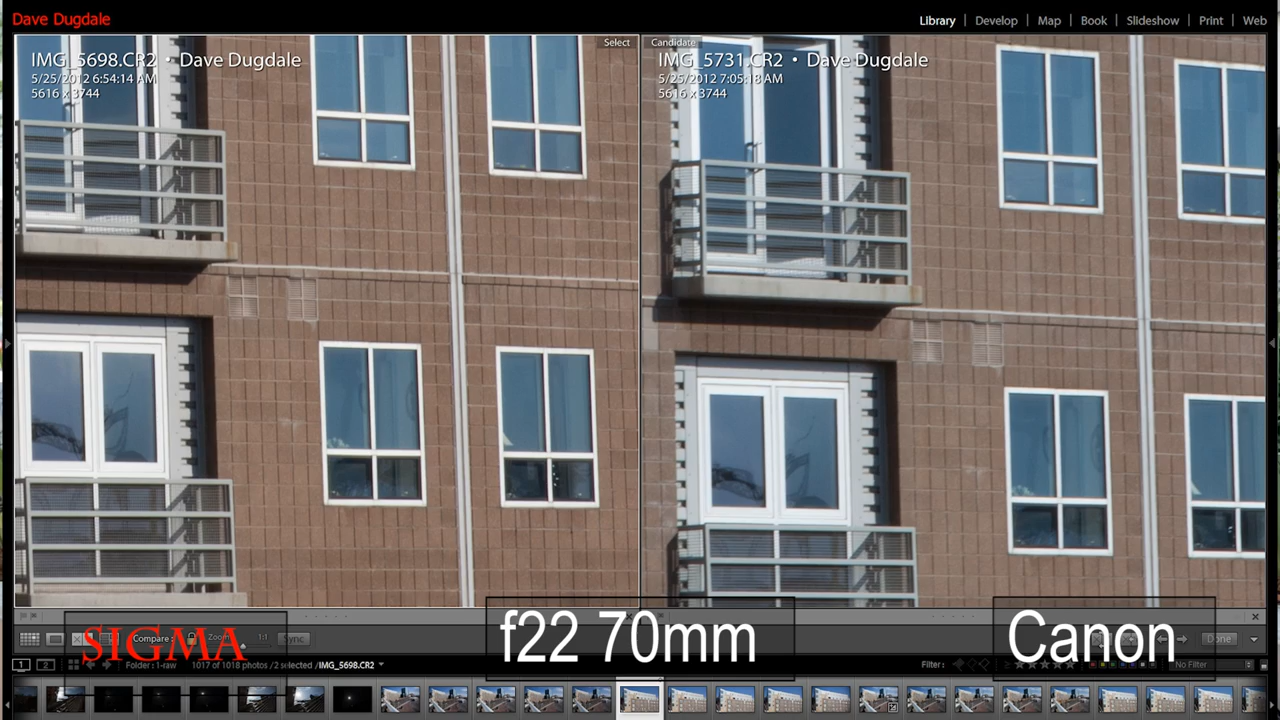 Dave Dugdale
Library | Develop | Map | Book | Slideshow | Print | Web
Select
Candidate
IMG_5698.CR2 • Dave Dugdale
5/25/2012 6:54:14 AM
5616 x 3744
IMG_5731.CR2 • Dave Dugdale
5/25/2012 7:05:18 AM
5616 x 3744
SIGMA
f22 70mm
Canon
Compare :
Zoom
1:1
Sync
Done
1
2
Folder : 1-raw
1017 of 1018 photos / 2 selected / IMG_5698.CR2
Filter :
No Filter